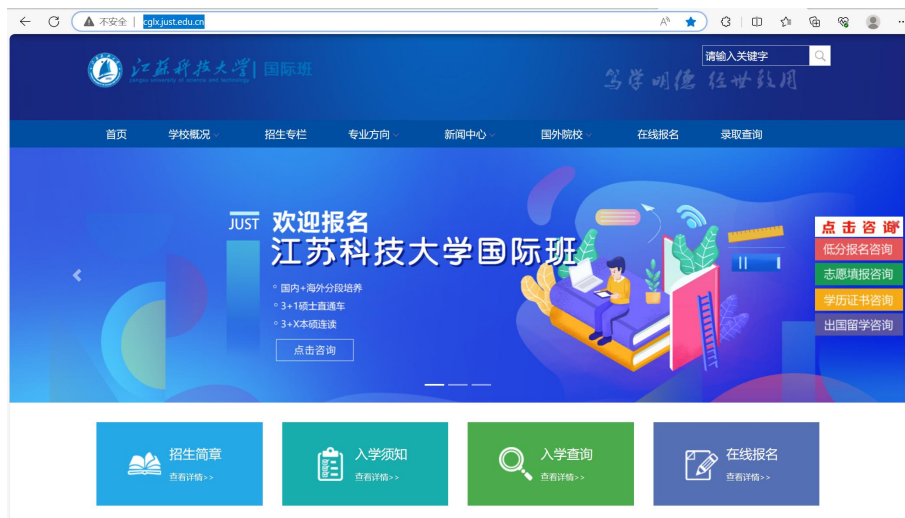 不安全 cglx.just.edu.cn
江苏科技大学 国际班
请输入关键字
笃学明德 经世致用
首页 学校概况 招生专栏 专业方向 新闻中心 国外院校 在线报名 录取查询
JUST 欢迎报名
江苏科技大学国际班
国内+海外分段培养
3+1硕士直通车
3+X本硕连读
点击咨询
点击咨询
低分报名咨询
志愿填报咨询
学历证书咨询
出国留学咨询
招生简章
查看详情>>
入学须知
查看详情>>
入学查询
查看详情>>
在线报名
查看详情>>